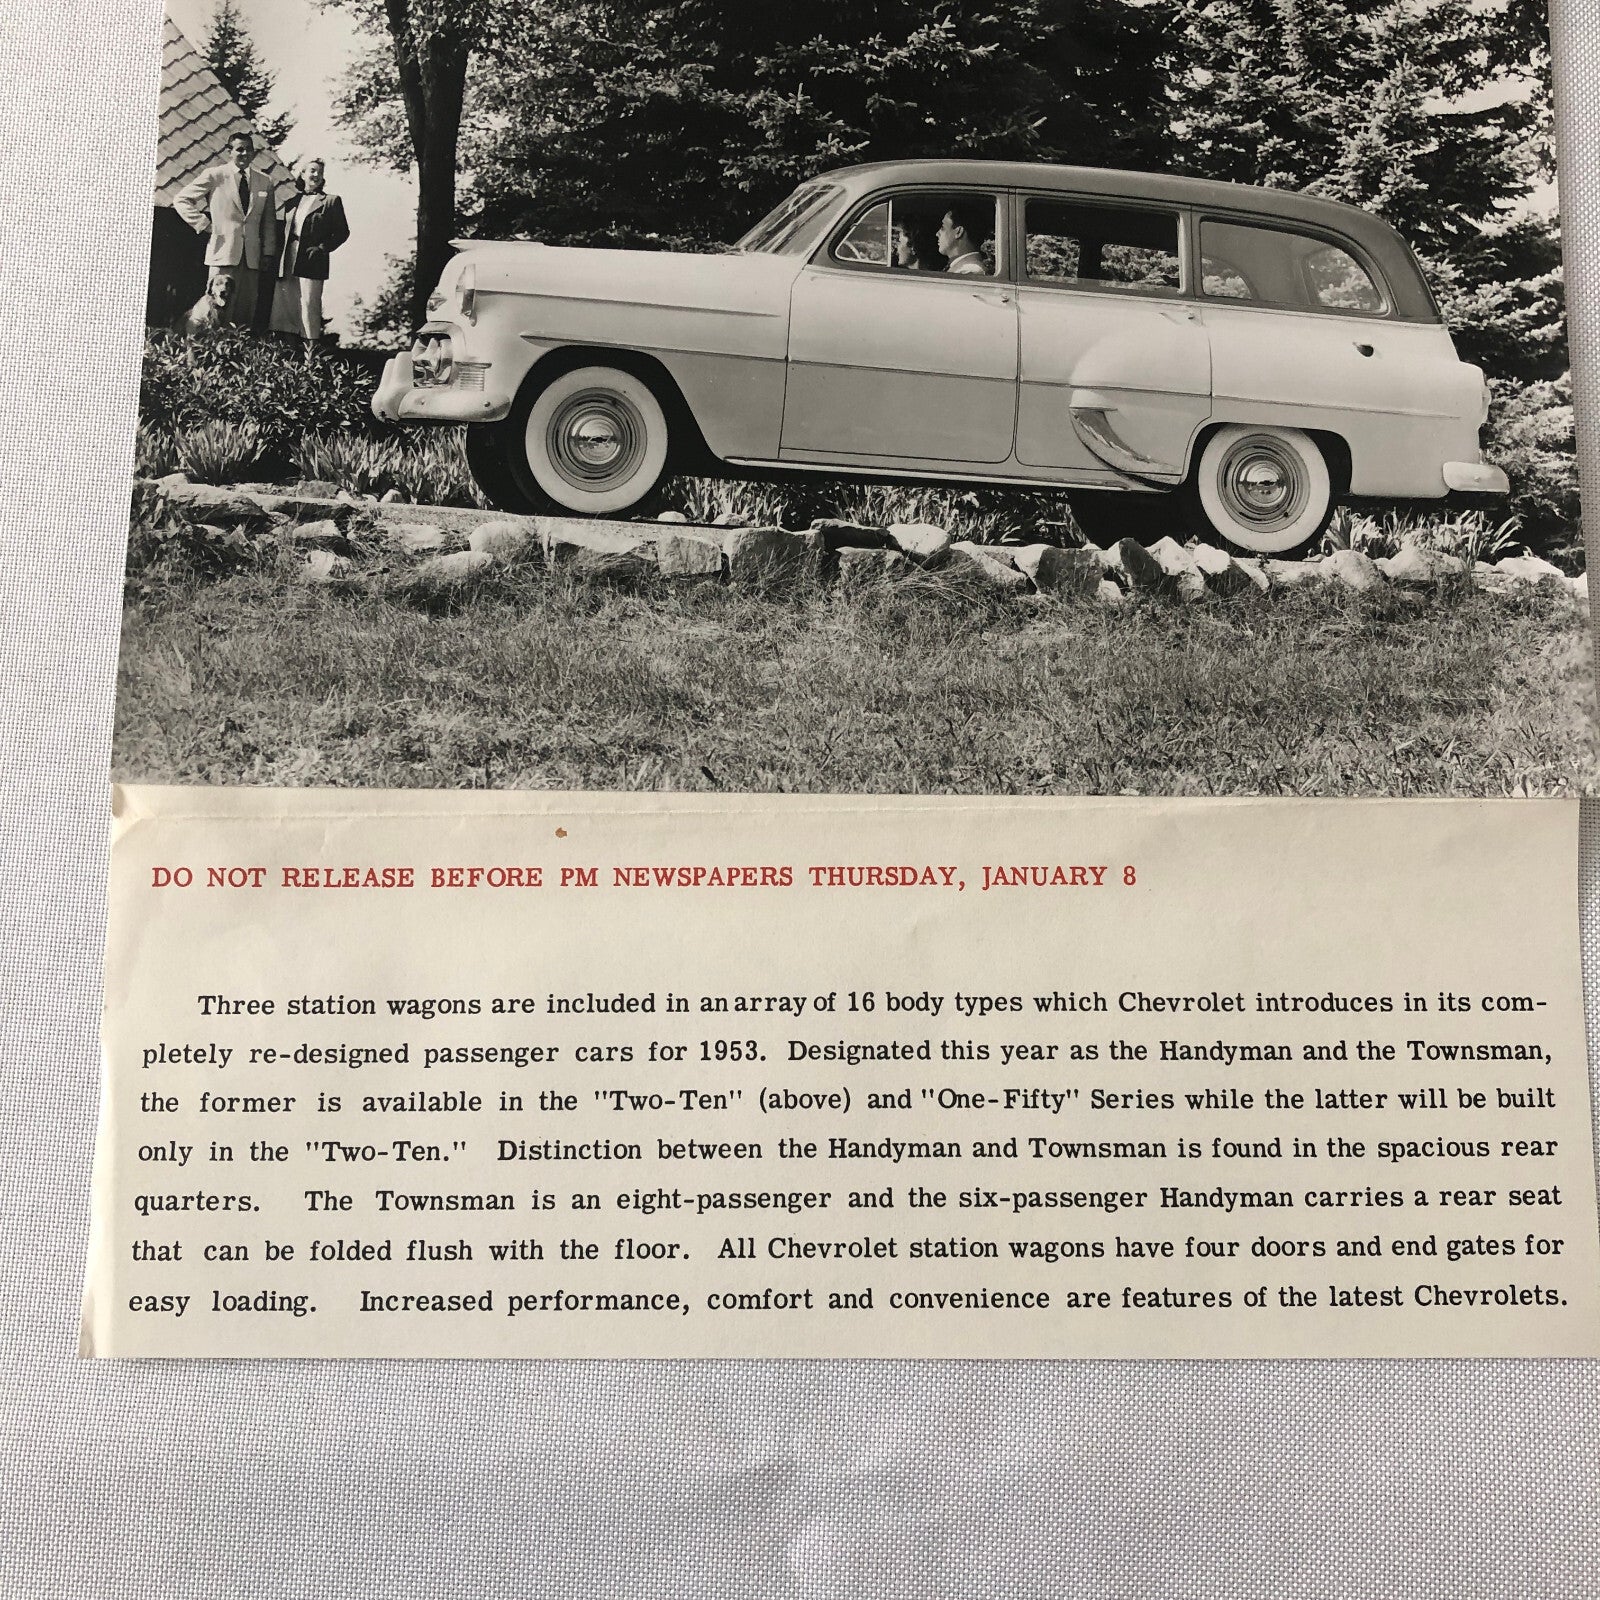 DO NOT RELEASE BEFORE PM NEWSPAPERS THURSDAY, JANUARY 8
Three station wagons are included in an array of 16 body types which Chevrolet introduces in its com-
pletely re-designed passenger cars for 1953. Designated this year as the Handyman and the Townsman,
the former is available in the "Two-Ten" (above) and "One-Fifty" Series while the latter will be built
only in the "Two-Ten." Distinction between the Handyman and Townsman is found in the spacious rear
quarters. The Townsman is an eight-passenger and the six-passenger Handyman carries a rear seat
that can be folded flush with the floor. All Chevrolet station wagons have four doors and end gates for
easy loading. Increased performance, comfort and convenience are features of the latest Chevrolets.